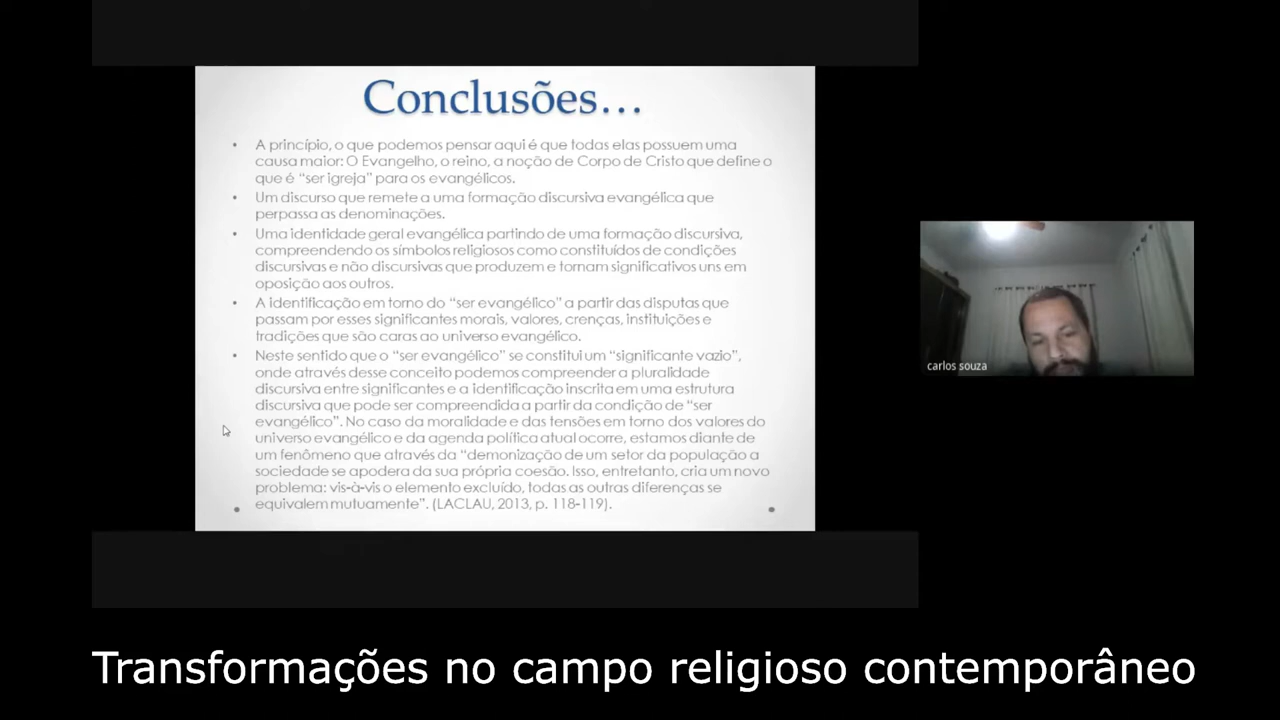 Conclusões...
• A princípio, o que podemos pensar aqui é que todas elas possuem uma
causa maior: O Evangelho, o reino, a noção de Corpo de Cristo que define o
que é “ser igreja” para os evangélicos.
• Um discurso que remete a uma formação discursiva evangélica que
perpassa as denominações.
• Uma identidade geral evangélica partindo de uma formação discursiva,
compreendendo os símbolos religiosos como constituídos de condições
discursivas e não discursivas que produzem e tornam significativos uns em
oposição aos outros.
• A identificação em torno do “ser evangélico” a partir das disputas que
passam por esses significantes morais, valores, crenças, instituições e
tradições que são caras ao universo evangélico.
• Neste sentido que o “ser evangélico” se constitui um “significante vazio”,
onde através desse conceito podemos compreender a pluralidade
discursiva entre significantes e a identificação inscrita em uma estrutura
discursiva que pode ser compreendida a partir da condição de “ser
evangélico”. No caso da moralidade e das tensões em torno dos valores do
universo evangélico e da agenda política atual ocorre, estamos diante de
um fenômeno que através da “demonização de um setor da população a
sociedade se apodera da sua própria coesão. Isso, entretanto, cria um novo
problema: vis-à-vis o elemento excluído, todas as outras diferenças se
equivalem mutuamente”. (LACLAU, 2013, p. 118-119).
carlos souza
Transformações no campo religioso contemporâneo